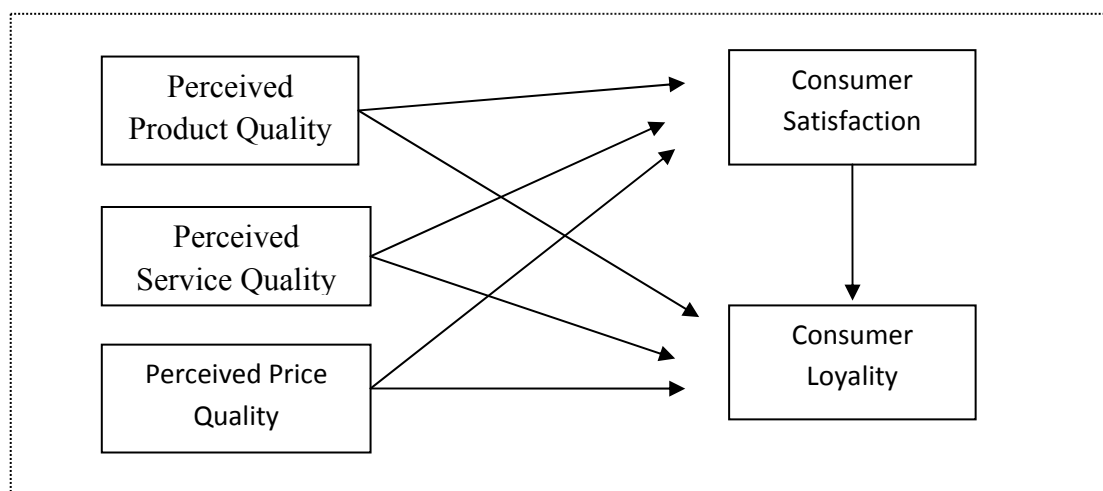 Perceived
Product Quality
Perceived
Service Quality
Perceived Price
Quality
Consumer
Satisfaction
Consumer
Loyality